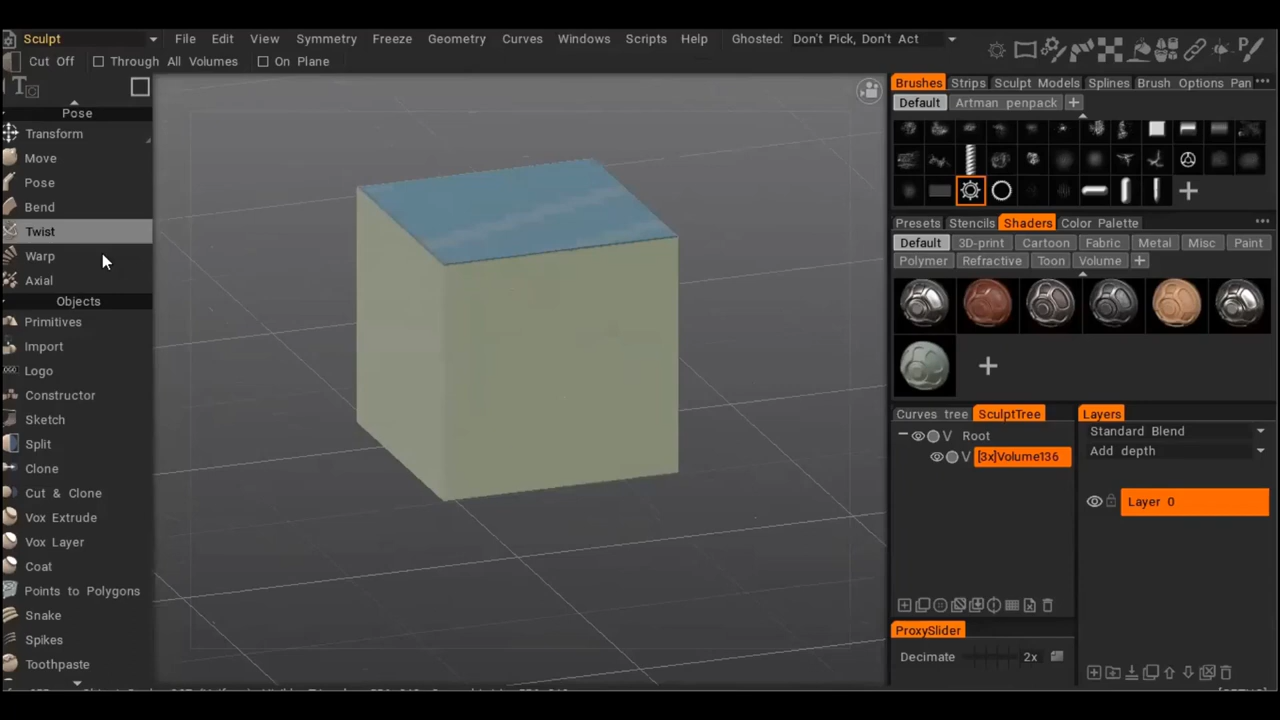 Sculpt File Edit View Symmetry Freeze Geometry Curves Windows Scripts Help Ghosted: Don't Pick, Don't Act
Cut Off Through All Volumes On Plane
Pose
Transform
Move
Pose
Bend
Twist
Warp
Axial
Objects
Primitives
Import
LOGO Logo
Constructor
Sketch
Split
Clone
Cut & Clone
Vox Extrude
Vox Layer
Coat
Points to Polygons
Snake
Spikes
Toothpaste
Brushes Strips Sculpt Models Splines Brush Options Pan
Default Artman penpack
Presets Stencils Shaders Color Palette
Default 3D-print Cartoon Fabric Metal Misc Paint
Polymer Refractive Toon Volume
Curves tree SculptTree
V Root
V [3x]Volume136
ProxySlider
Decimate 2x
Layers
Standard Blend
Add depth
Layer 0